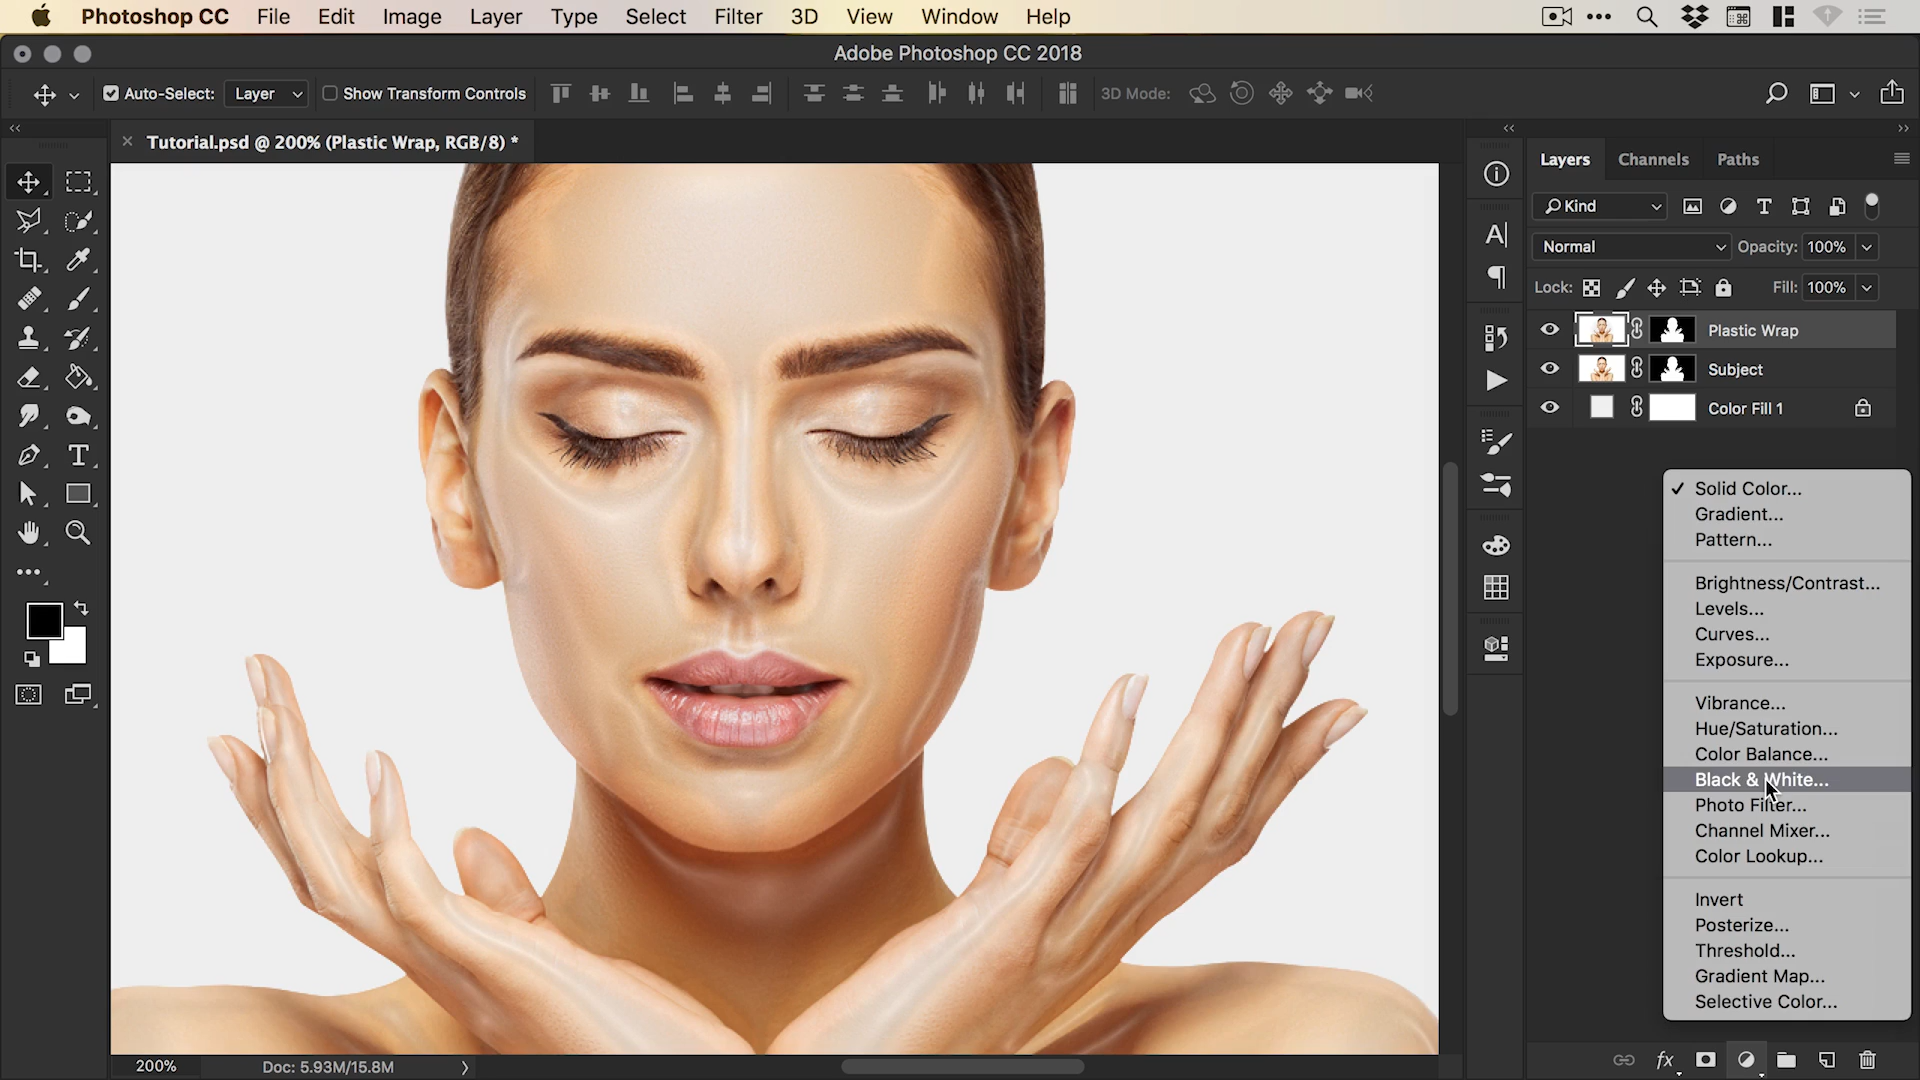 Photoshop CC File Edit Image Layer Type Select Filter 3D View Window Help
Adobe Photoshop CC 2018
Auto-Select: Layer Show Transform Controls 3D Mode:
Tutorial.psd @ 200% (Plastic Wrap, RGB/8) *
Layers Channels Paths
Kind
Normal Opacity: 100%
Lock: Fill: 100%
Plastic Wrap
Subject
Color Fill 1
Solid Color...
Gradient...
Pattern...
Brightness/Contrast...
Levels...
Curves...
Exposure...
Vibrance...
Hue/Saturation...
Color Balance...
Black & White...
Photo Filter...
Channel Mixer...
Color Lookup...
Invert
Posterize...
Threshold...
Gradient Map...
Selective Color...
200% Doc: 5.93M/15.8M
fx